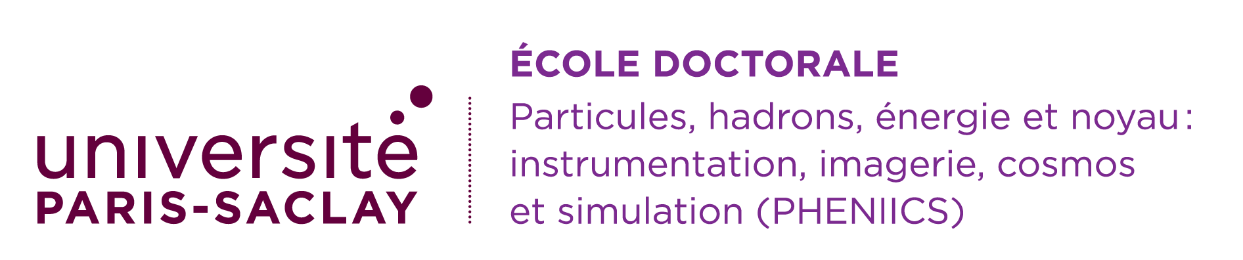 université
PARIS-SACLAY
ÉCOLE DOCTORALE
Particules, hadrons, énergie et noyau :
instrumentation, imagerie, cosmos
et simulation (PHENIICS)